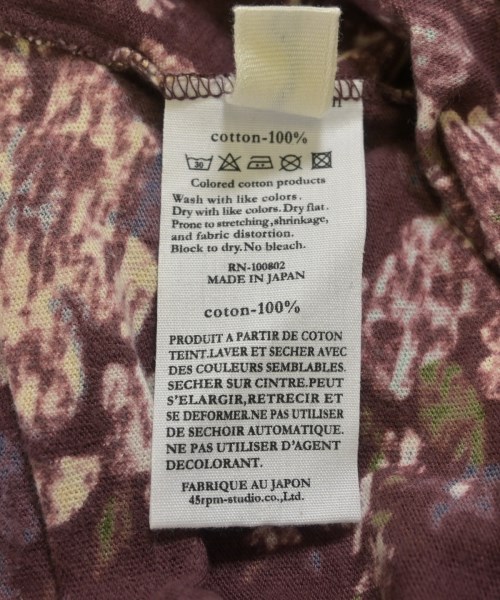 H
cotton-100%
30
Colored cotton products
Wash with like colors.
Dry with like colors. Dry flat.
Prone to stretching, shrinkage,
and fabric distortion.
Block to dry. No bleach.
RN-100802
MADE IN JAPAN
coton-100%
PRODUIT A PARTIR DE COTON
TEINT.LAVER ET SECHER AVEC
DES COULEURS SEMBLABLES.
SECHER SUR CINTRE.PEUT
S'ELARGIR,RETRECIR ET
SE DEFORMER.NE PAS UTILISER
DE SECHOIR AUTOMATIQUE.
NE PAS UTILISER D'AGENT
DECOLORANT.
FABRIQUE AU JAPON
45rpm-studio.co,Ltd.